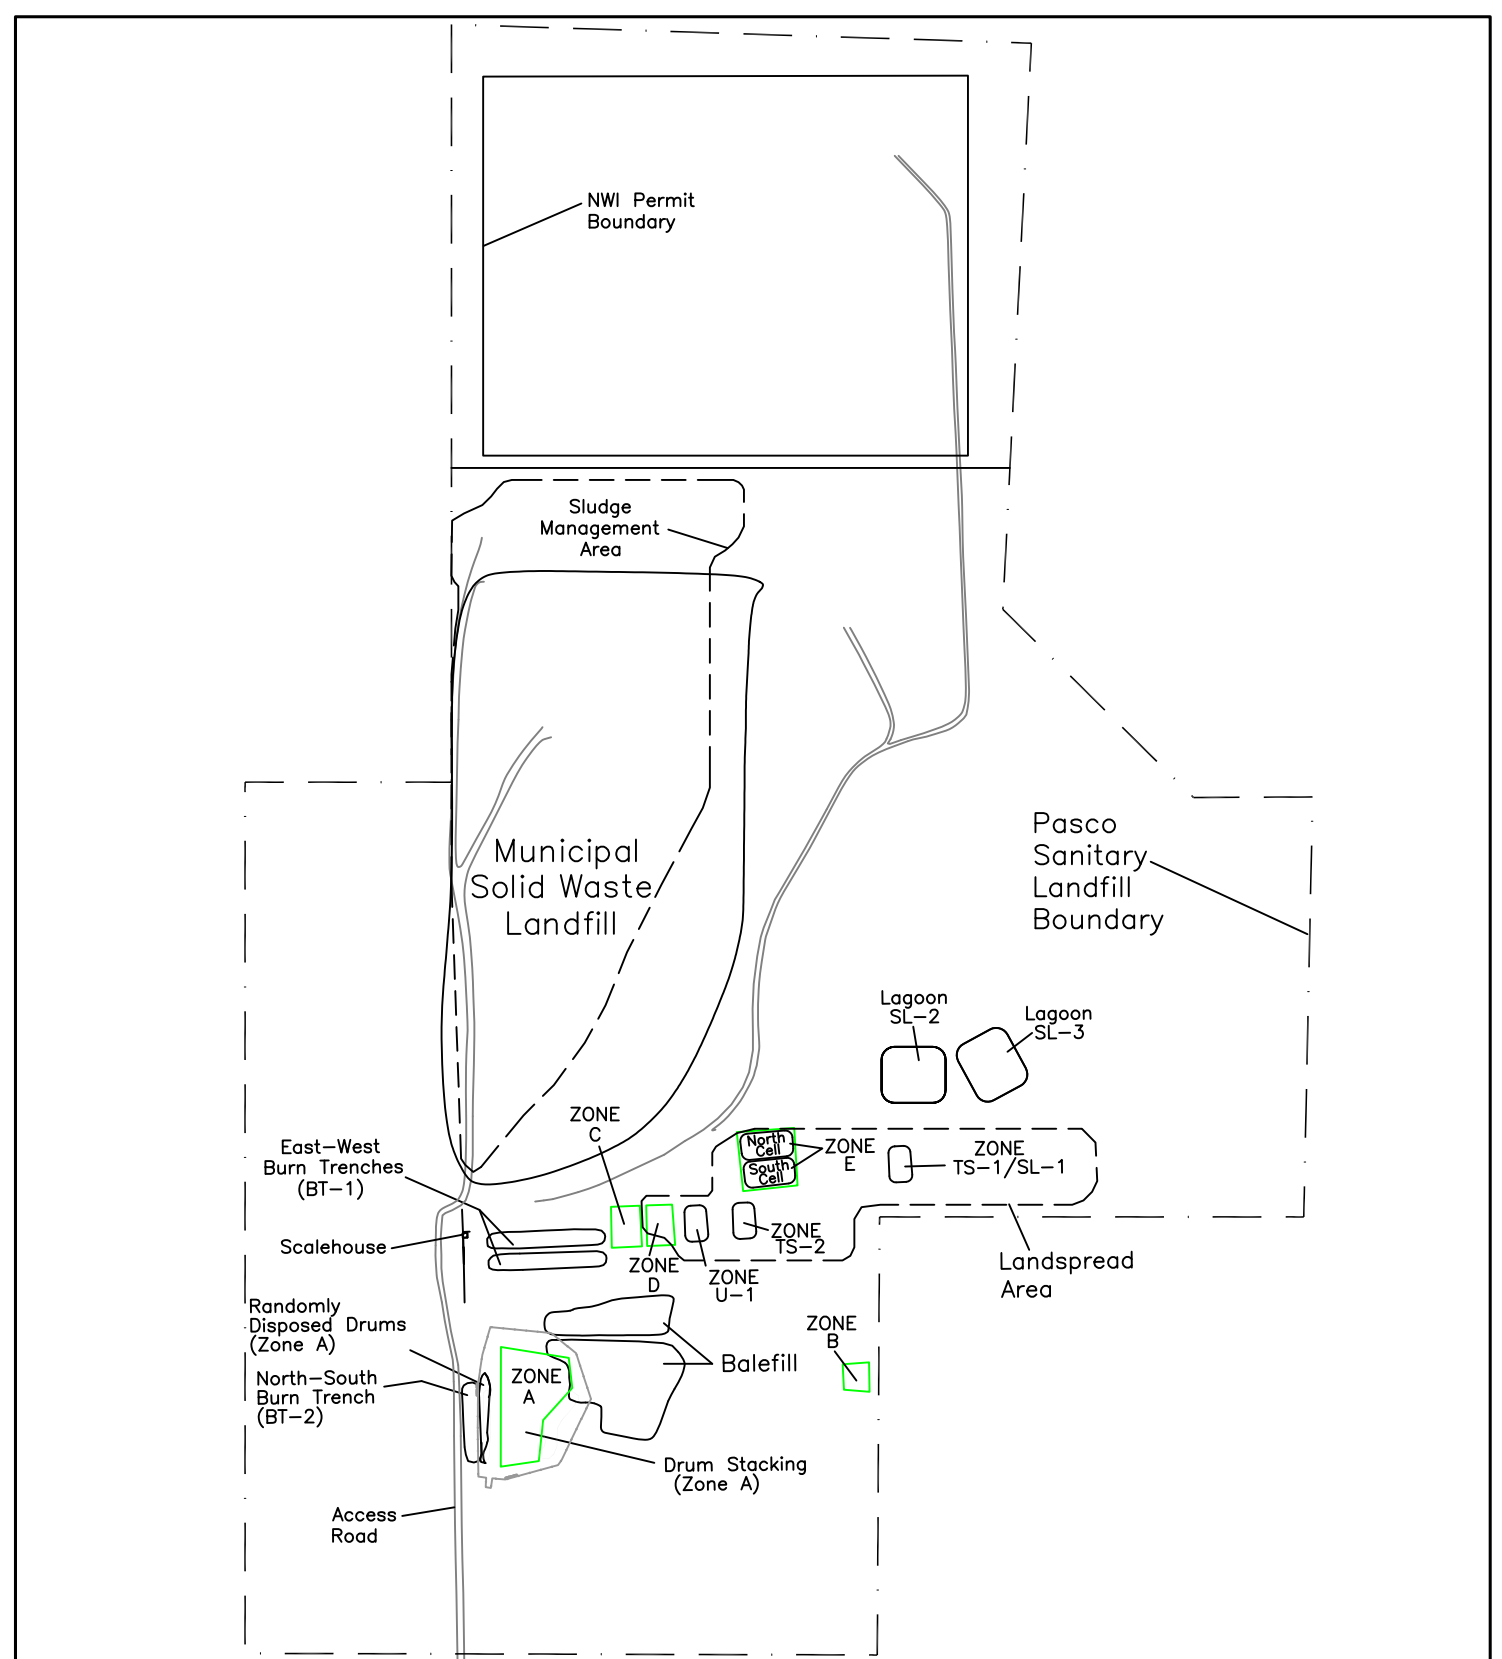 NWI Permit
Boundary
Sludge
Management
Area
Municipal
Solid Waste
Landfill
Pasco
Sanitary
Landfill
Boundary
Lagoon
SL-2
Lagoon
SL-3
ZONE
C
East-West
Burn Trenches
(BT-1)
North
Cell
South
Cell
ZONE
E
ZONE
TS-1/SL-1
Scalehouse
ZONE
TS-2
ZONE
D
ZONE
U-1
Landspread
Area
Randomly
Disposed Drums
(Zone A)
North-South
Burn Trench
(BT-2)
ZONE
A
Balefill
ZONE
B
Drum Stacking
(Zone A)
Access
Road